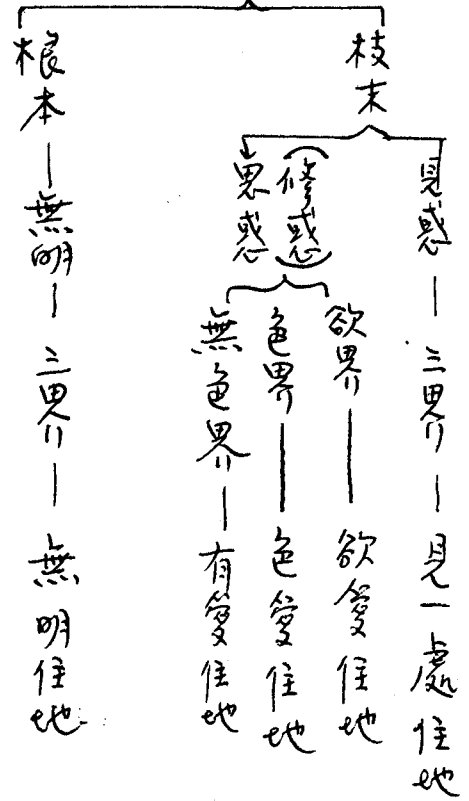 枝末
見惑—三界—見一處住地
(修惑)
思惑
欲界—欲愛住地
色界—色愛住地
無色界—有愛住地
根本—無明—三界—無明住地